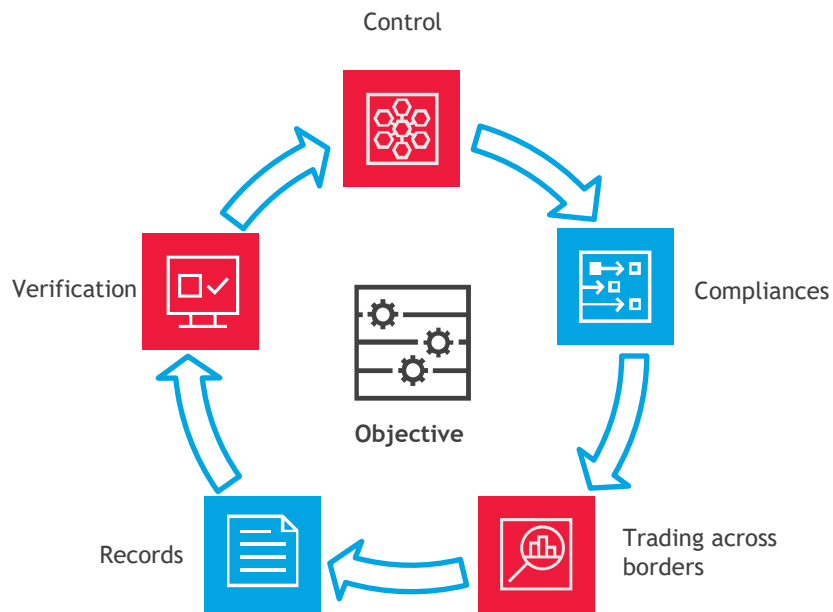 Control
Verification
Compliances
Objective
Records
Trading across
borders